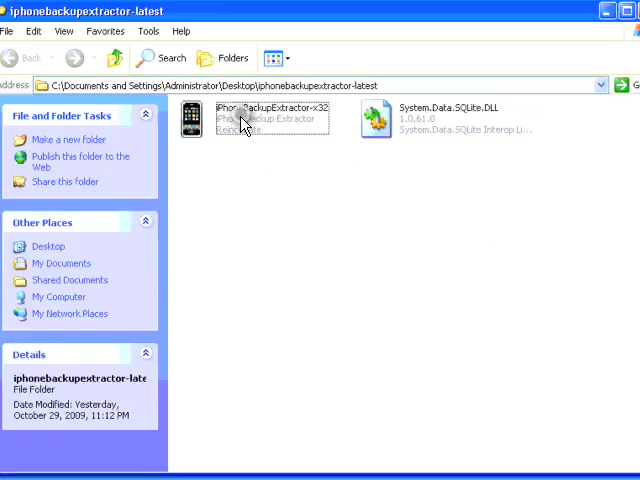 iphonebackupextractor-latest
File Edit View Favorites Tools Help
Back Search Folders
Address C:\Documents and Settings\Administrator\Desktop\iphonebackupextractor-latest
File and Folder Tasks
Make a new folder
Publish this folder to the
Web
Share this folder
Other Places
Desktop
My Documents
Shared Documents
My Computer
My Network Places
Details
iphonebackupextractor-late
File Folder
Date Modified: Yesterday,
October 29, 2009, 11:12 PM
iPhoneBackupExtractor-x32
iPhone Backup Extractor
System.Data.SQLite.DLL
1.0.61.0
System.Data.SQLite Interop Li...